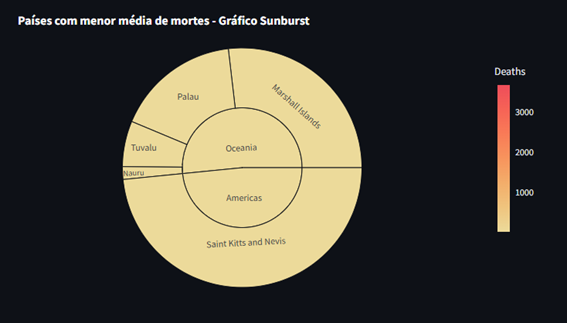 Países com menor média de mortes - Gráfico Sunburst
Deaths
3000
2000
1000
Palau
Marshall Islands
Tuvalu
Oceania
Nauru
Americas
Saint Kitts and Nevis